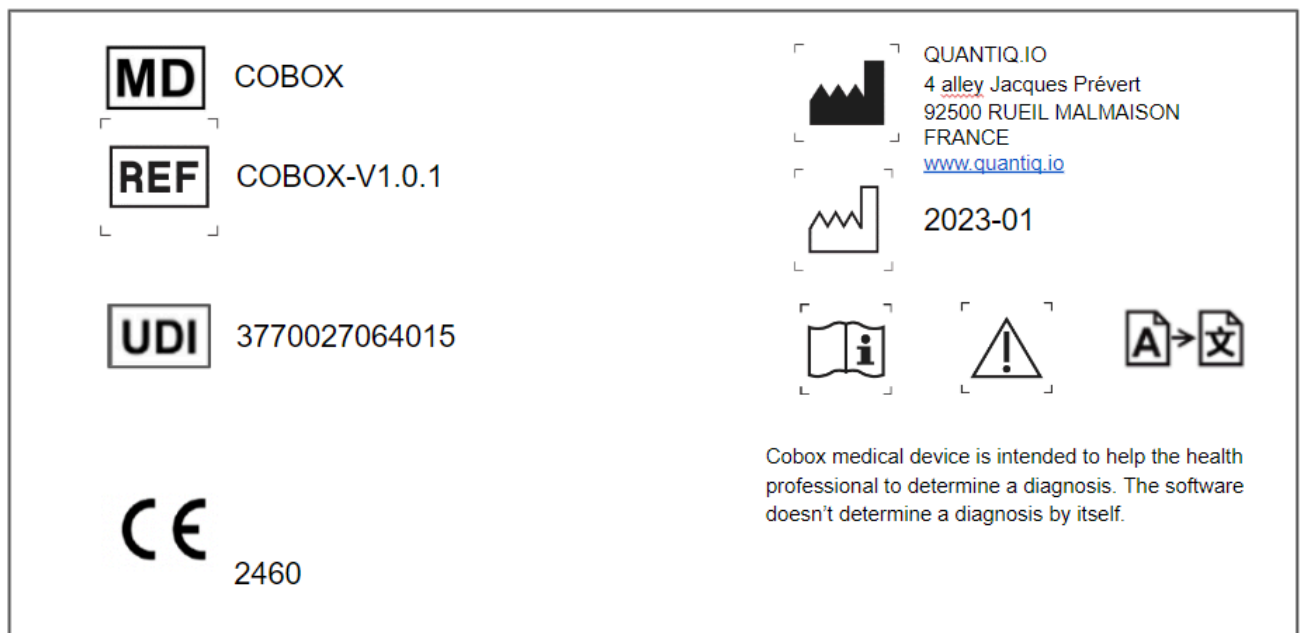 MD COBOX
REF COBOX-V1.0.1
UDI 3770027064015
CE
2460
QUANTIQ.IO
4 alley Jacques Prévert
92500 RUEIL MALMAISON
FRANCE
www.quantiq.io
2023-01
i
!
A 文
Cobox medical device is intended to help the health
professional to determine a diagnosis. The software
doesn't determine a diagnosis by itself.